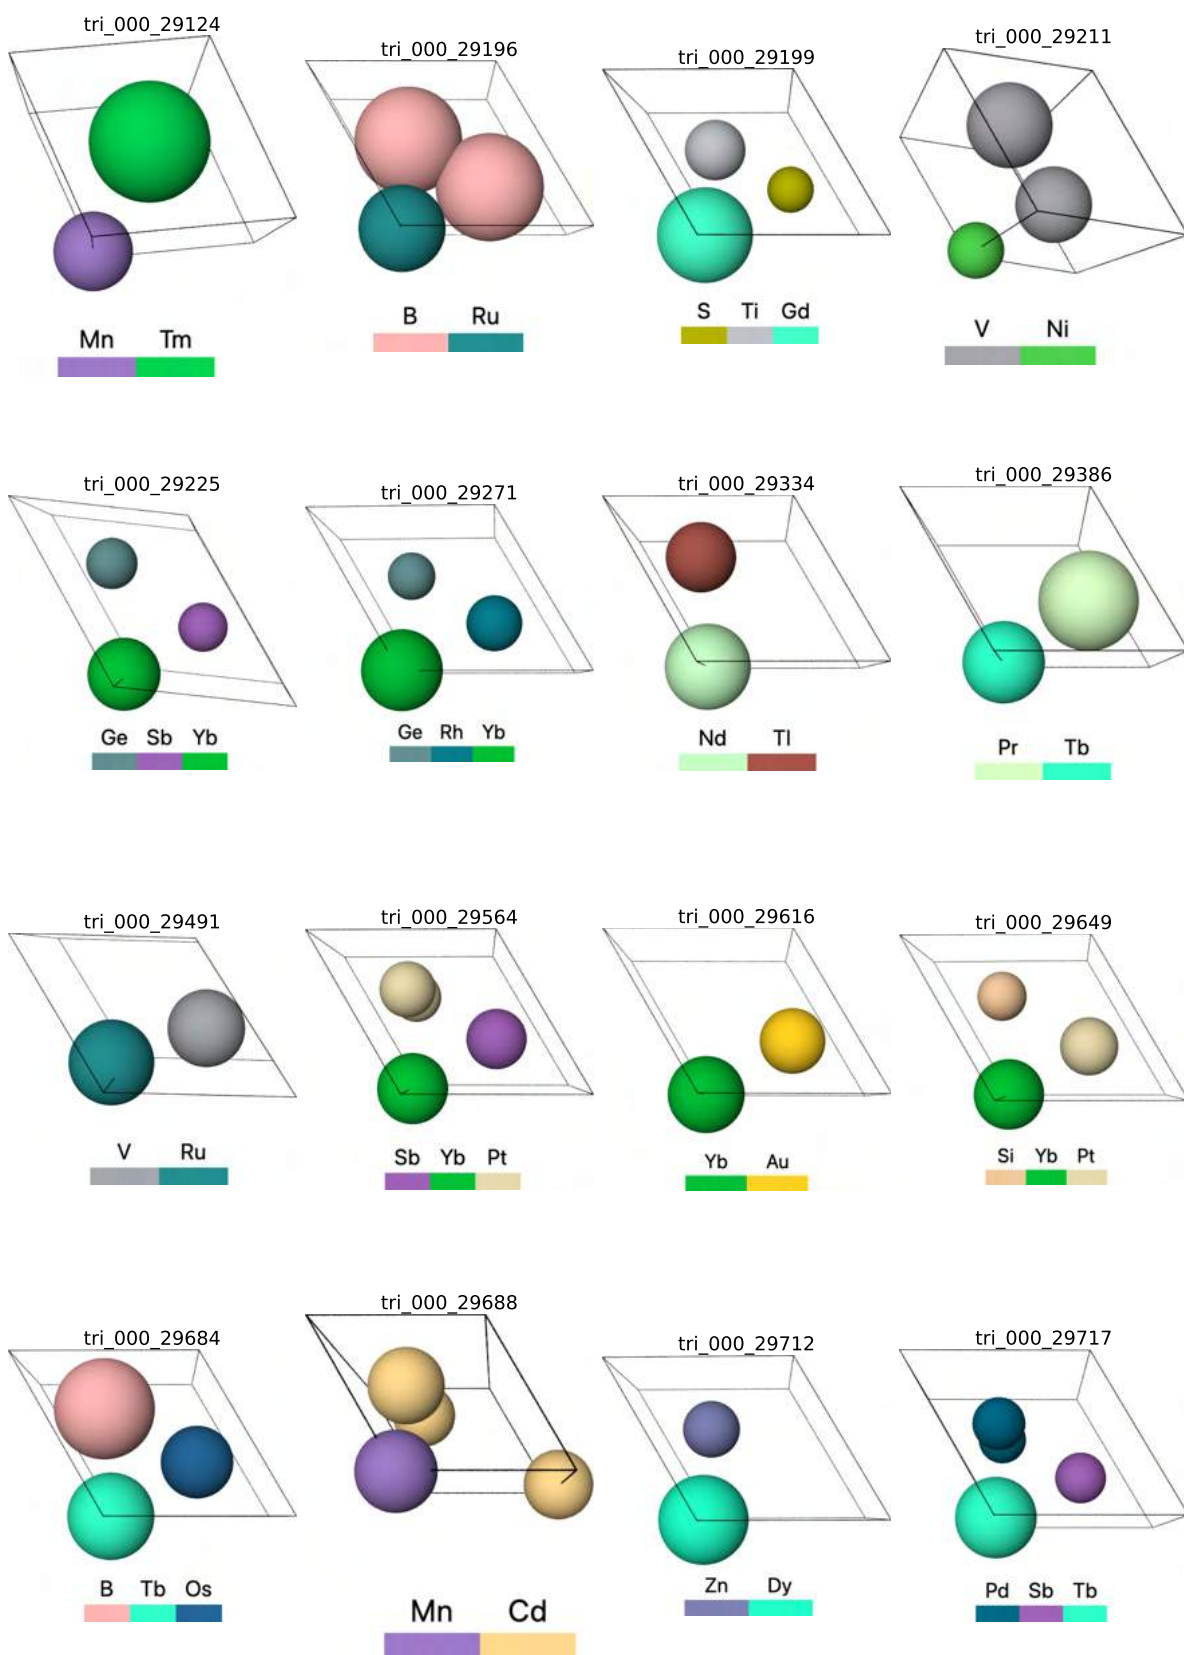 tri_000_29124
tri_000_29196
tri_000_29199
tri_000_29211
Mn Tm
B Ru
S Ti Gd
V Ni
tri_000_29225
tri_000_29271
tri_000_29334
tri_000_29386
Ge Sb Yb
Ge Rh Yb
Nd Tl
Pr Tb
tri_000_29491
tri_000_29564
tri_000_29616
tri_000_29649
V Ru
Sb Yb Pt
Yb Au
Si Yb Pt
tri_000_29684
tri_000_29688
tri_000_29712
tri_000_29717
B Tb Os
Mn Cd
Zn Dy
Pd Sb Tb